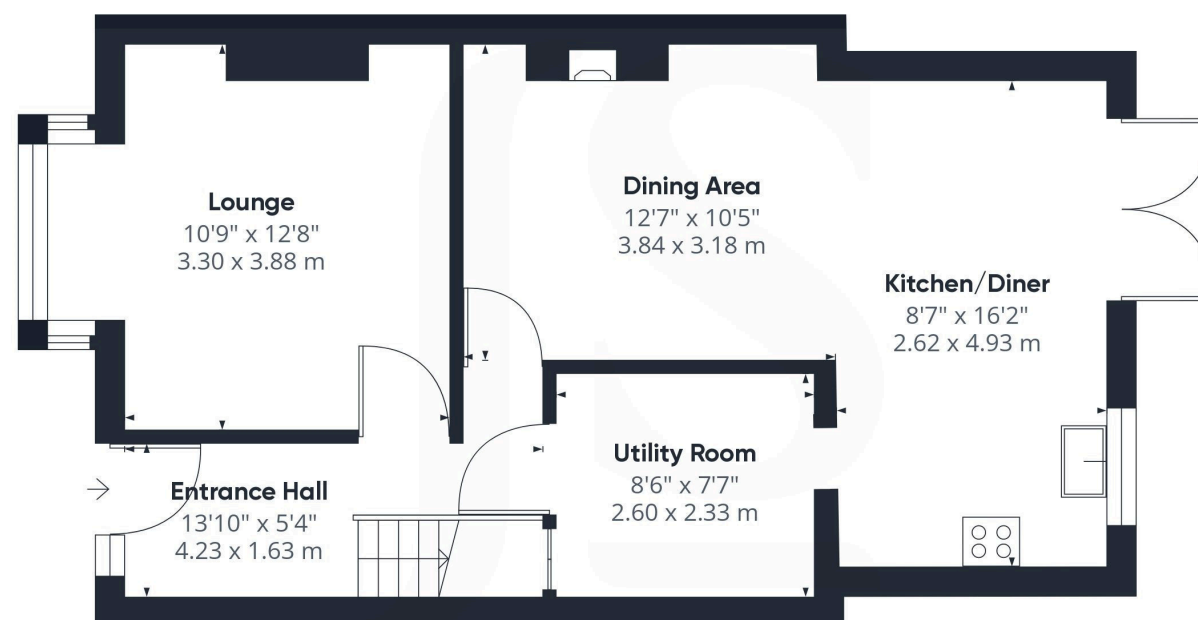 Lounge
10'9" x 12'8"
3.30 x 3.88 m
Dining Area
12'7" x 10'5"
3.84 x 3.18 m
Kitchen/Diner
8'7" x 16'2"
2.62 x 4.93 m
Utility Room
8'6" x 7'7"
2.60 x 2.33 m
Entrance Hall
13'10" x 5'4"
4.23 x 1.63 m